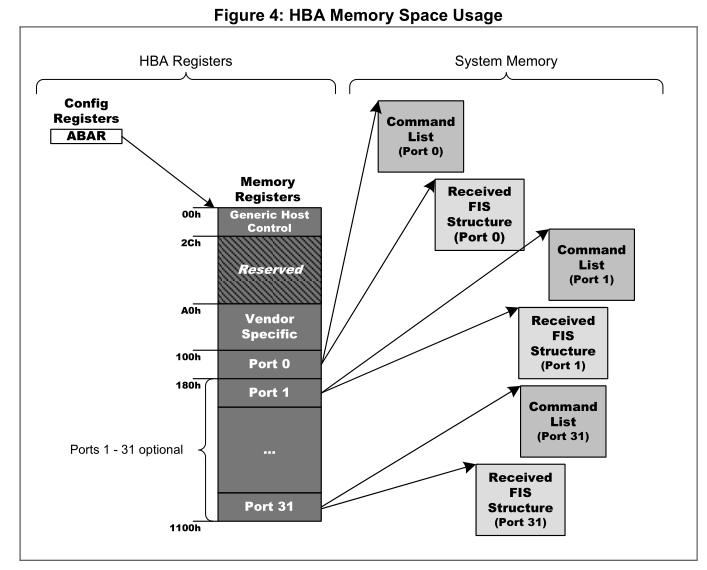 Figure 4: HBA Memory Space Usage
HBA Registers
System Memory
Config
Registers
ABAR
Command
List
(Port 0)
Memory
Registers
Received
FIS
Structure
(Port 0)
00h
Generic Host
Control
2Ch
Reserved
Command
List
(Port 1)
A0h
Vendor
Specific
Received
FIS
Structure
(Port 1)
100h
Port 0
180h
Port 1
Command
List
(Port 31)
Ports 1 - 31 optional
...
Received
FIS
Structure
(Port 31)
Port 31
1100h